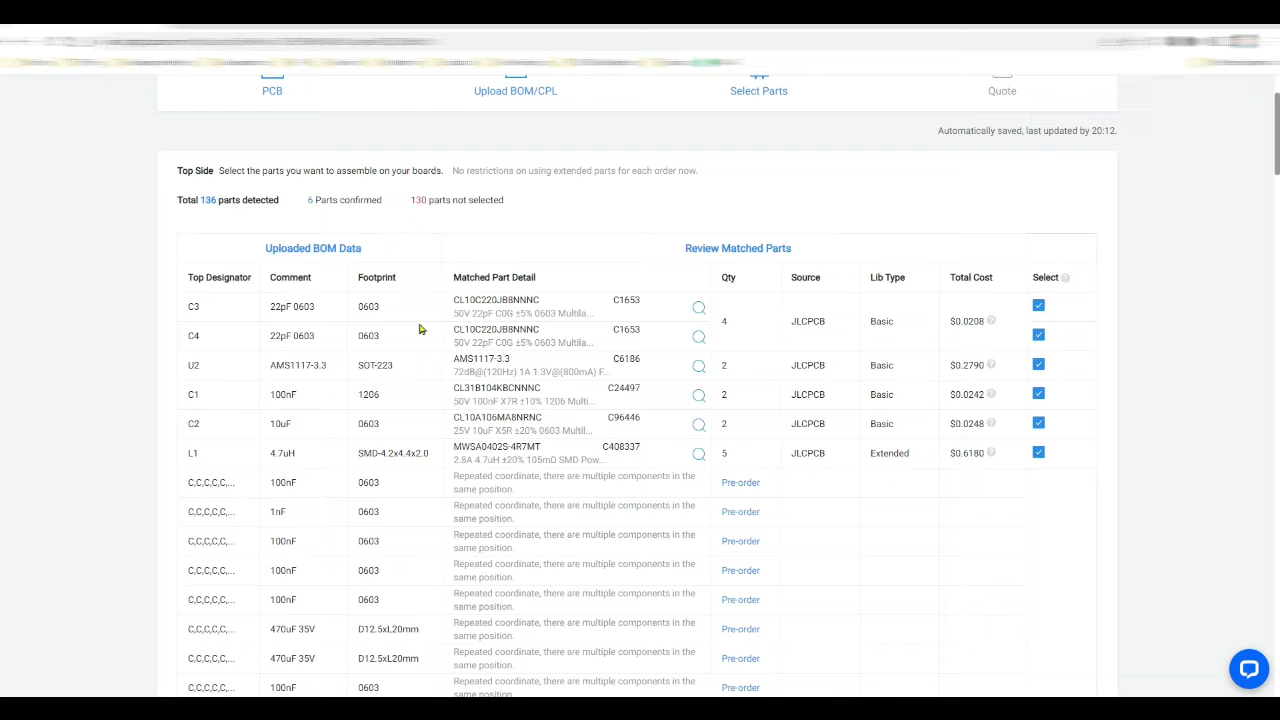 PCB Upload BOM/CPL Select Parts Quote
Automatically saved, last updated by 20:12.
Top Side Select the parts you want to assemble on your boards. No restrictions on using extended parts for each order now.
Total 136 parts detected 6 Parts confirmed 130 parts not selected
Uploaded BOM Data Review Matched Parts
Top Designator Comment Footprint Matched Part Detail Qty Source Lib Type Total Cost Select
C3 22pF 0603 0603 CL10C220JB8NNNC C1653
50V 22pF C0G ±5% 0603 Multila...
4 JLCPCB Basic $0.0208
C4 22pF 0603 0603 CL10C220JB8NNNC C1653
50V 22pF C0G ±5% 0603 Multila...
U2 AMS1117-3.3 SOT-223 AMS1117-3.3 C6186 2 JLCPCB Basic $0.2790
72dB@(120Hz) 1A 1.3V@(800mA) F...
C1 100nF 1206 CL31B104KBCNNNC C24497 2 JLCPCB Basic $0.0242
50V 100nF X7R ±10% 1206 Multi...
C2 10uF 0603 CL10A106MA8NRNC C96446 2 JLCPCB Basic $0.0248
25V 10uF X5R ±20% 0603 Multil...
L1 4.7uH SMD-4.2x4.4x2.0 MWSA0402S-4R7MT C408337 5 JLCPCB Extended $0.6180
2.8A 4.7uH ±20% 105mΩ SMD Pow...
C,C,C,C,C,... 100nF 0603 Repeated coordinate, there are multiple components in the Pre-order
same position.
C,C,C,C,C,... 1nF 0603 Repeated coordinate, there are multiple components in the Pre-order
same position.
C,C,C,C,C,... 100nF 0603 Repeated coordinate, there are multiple components in the Pre-order
same position.
C,C,C,C,C,... 100nF 0603 Repeated coordinate, there are multiple components in the Pre-order
same position.
C,C,C,C,C,... 100nF 0603 Repeated coordinate, there are multiple components in the Pre-order
same position.
C,C,C,C,C,... 470uF 35V D12.5xL20mm Repeated coordinate, there are multiple components in the Pre-order
same position.
C,C,C,C,C,... 470uF 35V D12.5xL20mm Repeated coordinate, there are multiple components in the Pre-order
same position.
C,C,C,C,C,... 100nF 0603 Repeated coordinate, there are multiple components in the Pre-order
same position.